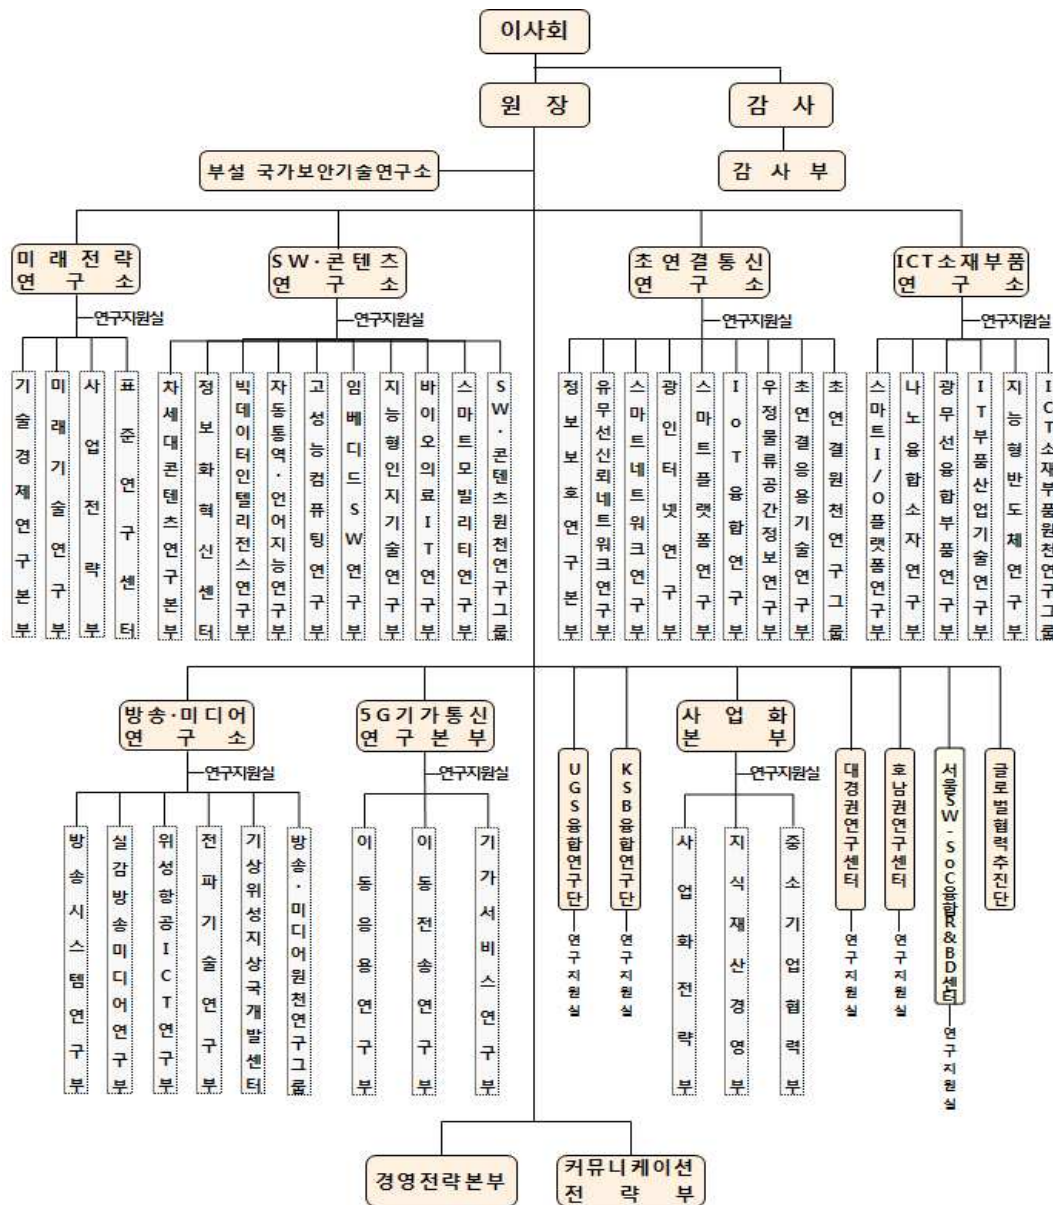 이사회
원 장
감 사
부설 국가보안기술연구소
감 사 부
미래전략
연구소
SW·콘텐츠
연구소
초연결통신
연구소
ICT소재부품
연구소
연구지원실
연구지원실
연구지원실
연구지원실
기술경제연구본부
미래기술연구부
사업전략부
표준연구센터
차세대콘텐츠연구본부
정보화혁신센터
빅데이터인텔리전스연구부
자동통역·언어지능연구부
고성능컴퓨팅연구부
임베디드SW연구부
지능형인지기술연구부
바이오의료IT연구부
스마트모빌리티연구부
SW·콘텐츠원천연구그룹
정보보호연구본부
유무선신뢰네트워크연구부
스마트네트워크연구부
광인터넷연구부
스마트플랫폼연구부
IoT융합연구부
우정물류공간정보연구부
초연결응용기술연구부
초연결원천연구그룹
스마트I/O플랫폼연구부
나노융합소자연구부
광무선융합부품연구부
IT부품산업기술연구부
지능형반도체연구부
ICT소재부품원천연구그룹
방송·미디어
연구소
5G기가통신
연구본부
사업화
본부
연구지원실
연구지원실
연구지원실
방송시스템연구부
실감방송미디어연구부
위성항공ICT연구부
전파기술연구부
기상위성지상국개발센터
방송·미디어원천연구그룹
이동응용연구부
이동전송연구부
기가서비스연구부
UGS융합연구단
연구지원실
KSB융합연구단
연구지원실
사업화전략부
지식재산경영부
중소기업협력부
대경권연구센터
연구지원실
호남권연구센터
연구지원실
서울SW-SoC융합R&BD센터
연구지원실
글로벌협력추진단
경영전략본부
커뮤니케이션
전략부